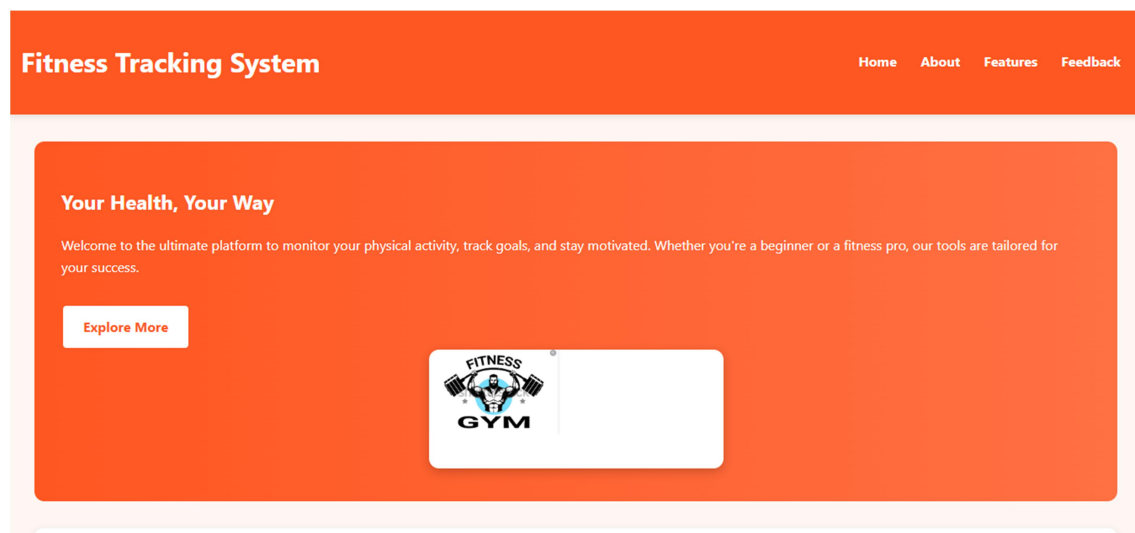 Fitness Tracking System
Home About Features Feedback
Your Health, Your Way
Welcome to the ultimate platform to monitor your physical activity, track goals, and stay motivated. Whether you're a beginner or a fitness pro, our tools are tailored for
your success.
Explore More
FITNESS
GYM